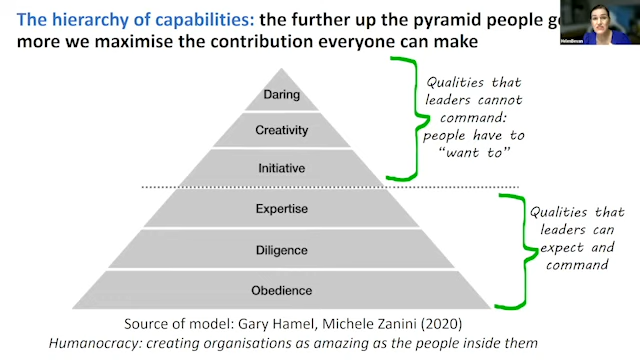 The hierarchy of capabilities: the further up the pyramid people
more we maximise the contribution everyone can make
HelenBevan
Daring
Creativity
Initiative
Expertise
Diligence
Obedience
Qualities that
leaders cannot
command:
people have to
“want to”
Qualities that
leaders can
expect and
command
Source of model: Gary Hamel, Michele Zanini (2020)
Humanocracy: creating organisations as amazing as the people inside them